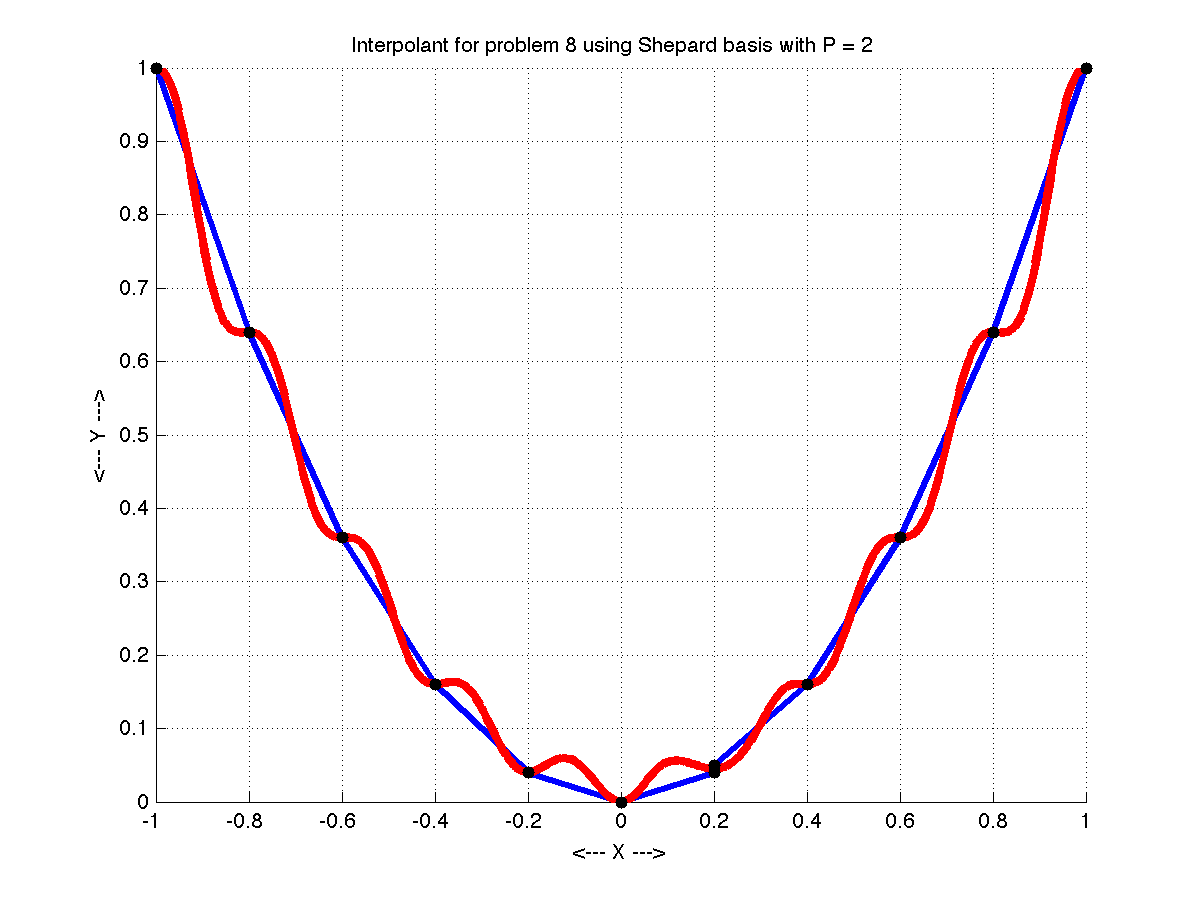 Interpolant for problem 8 using Shepard basis with P = 2
1
0.9
0.8
0.7
0.6
0.5
0.4
0.3
0.2
0.1
0
<--- Y --->
-1 -0.8 -0.6 -0.4 -0.2 0 0.2 0.4 0.6 0.8 1
<--- X --->